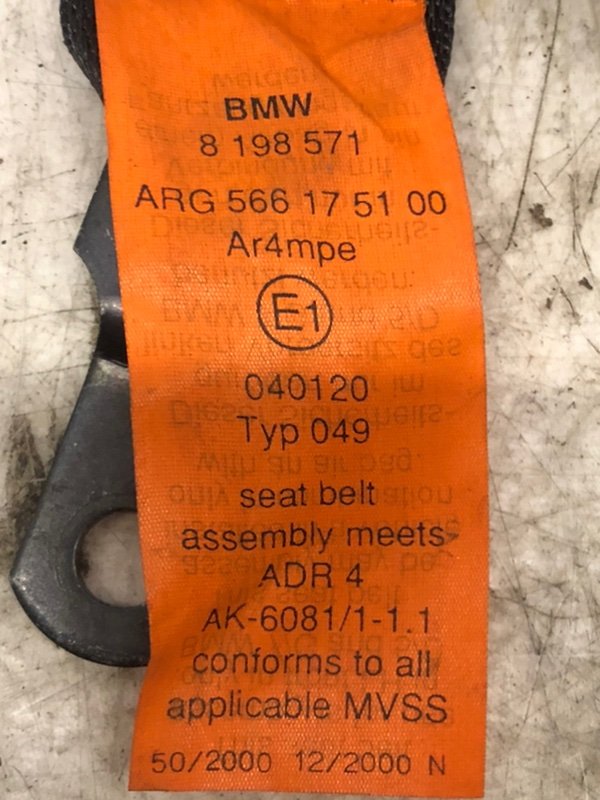 BMW
8 198 571
ARG 566 17 51 00
Ar4mpe
E1
040120
Typ 049
seat belt
assembly meets
ADR 4
AK-6081/1-1.1
conforms to all
applicable MVSS
50/2000 12/2000 N